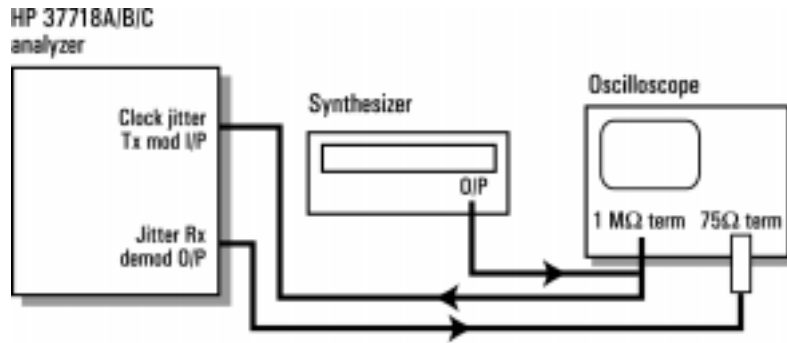 HP 37718A/B/C
analyzer
Clock jitter
Tx mod I/P
Jitter Rx
demod O/P
Synthesizer
O/P
Oscilloscope
1 MΩ term 75Ω term